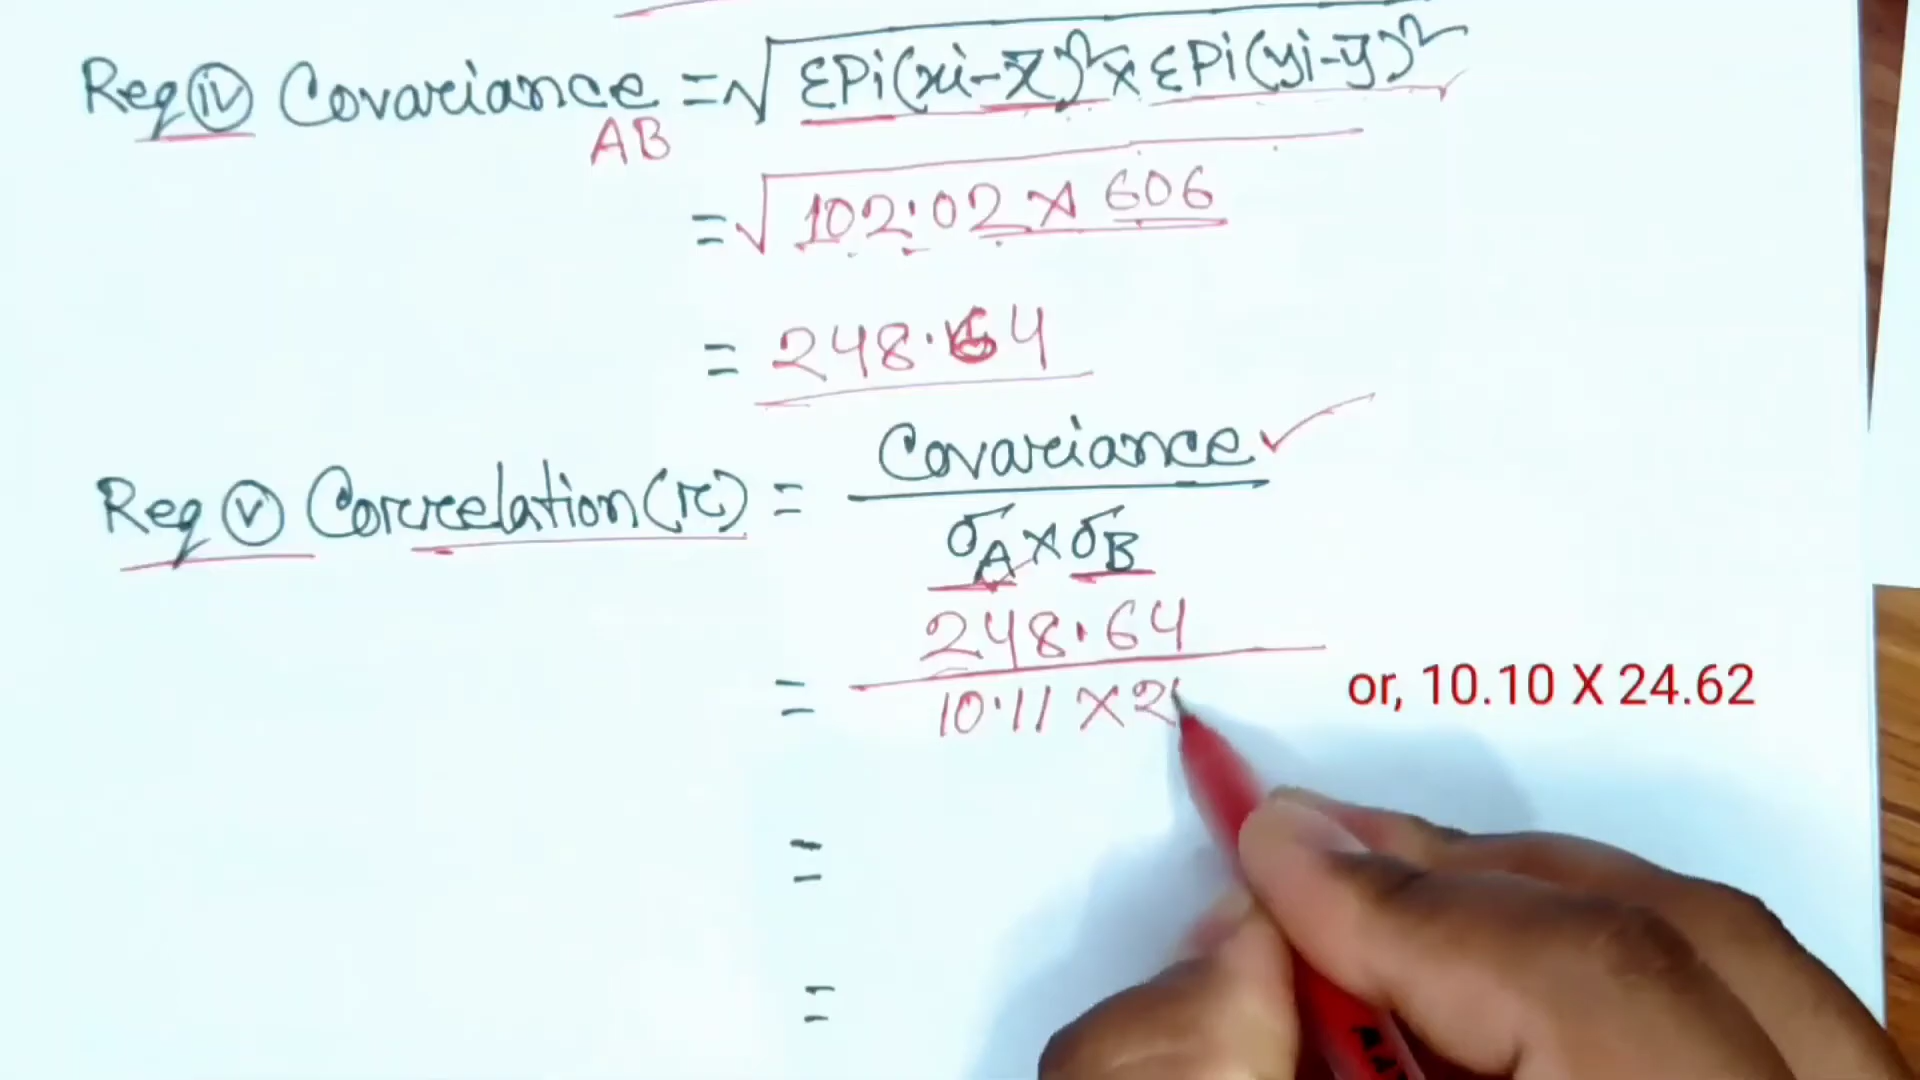 Req (iv) Covariance = √ΣPi(xi-x̄)² × ΣPi(yi-ȳ)²
AB
= √102.02 × 606
= 248.64
Req (v) Correlation (r) = Covariance ✓
σA × σB
= 248.64
10.11 × 2 or, 10.10 X 24.62
=
=